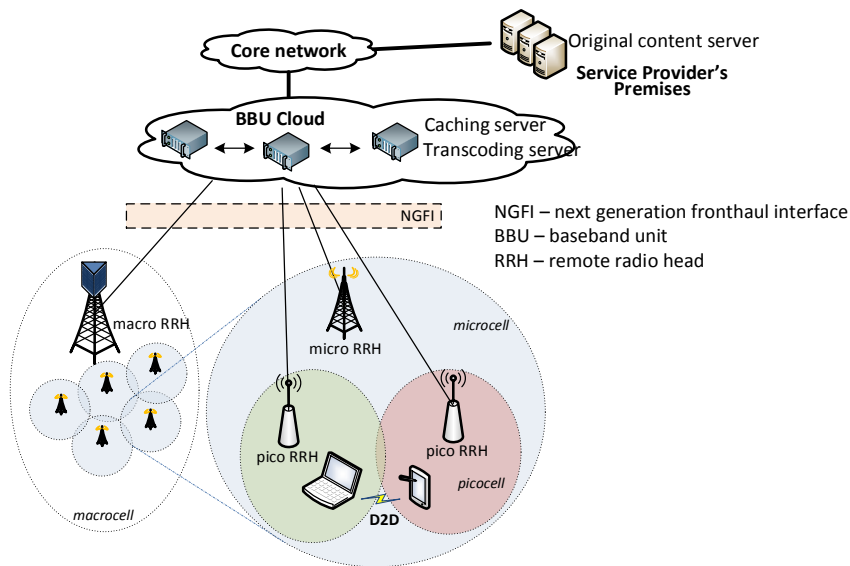 Core network
Original content server
Service Provider's
Premises
BBU Cloud
Caching server
Transcoding server
NGFI
NGFI – next generation fronthaul interface
BBU – baseband unit
RRH – remote radio head
macro RRH
microcell
micro RRH
pico RRH
pico RRH
picocell
macrocell
D2D